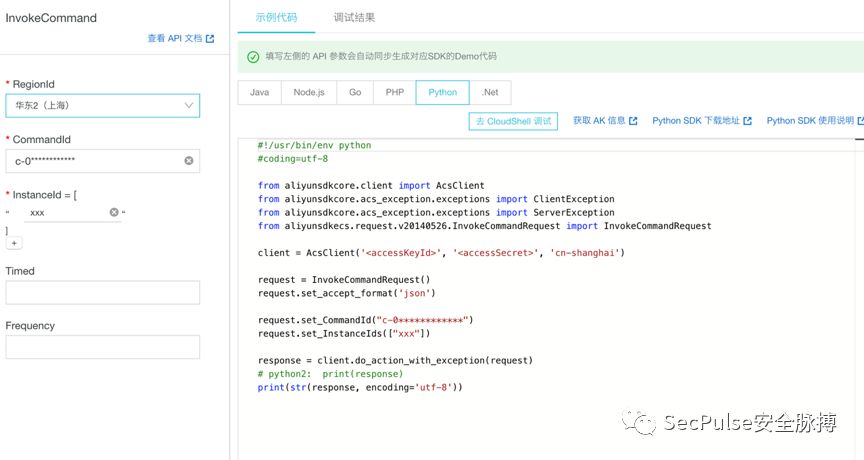 InvokeCommand
查看 API 文档
* RegionId
华东2（上海）
* CommandId
c-0************
* InstanceId = [
" xxx "
]
+
Timed
Frequency
示例代码 调试结果
填写左侧的 API 参数会自动同步生成对应SDK的Demo代码
Java Node.js Go PHP Python .Net
去 CloudShell 调试 获取 AK 信息 Python SDK 下载地址 Python SDK 使用说明
#!/usr/bin/env python
#coding=utf-8
from aliyunsdkcore.client import AcsClient
from aliyunsdkcore.acs_exception.exceptions import ClientException
from aliyunsdkcore.acs_exception.exceptions import ServerException
from aliyunsdkecs.request.v20140526.InvokeCommandRequest import InvokeCommandRequest
client = AcsClient('<accessKeyId>', '<accessSecret>', 'cn-shanghai')
request = InvokeCommandRequest()
request.set_accept_format('json')
request.set_CommandId("c-0************")
request.set_InstanceIds(["xxx"])
response = client.do_action_with_exception(request)
# python2:  print(response)
print(str(response, encoding='utf-8'))
SecPulse安全脉搏